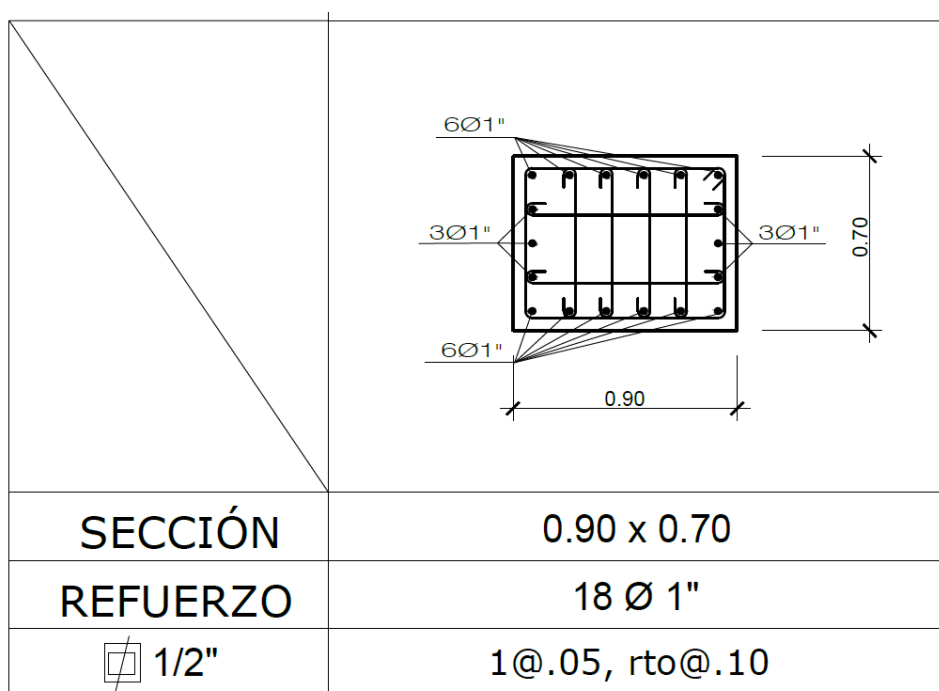 6Ø1"
3Ø1"
3Ø1"
0.70
6Ø1"
0.90
SECCIÓN
0.90 x 0.70
REFUERZO
18 Ø 1"
1/2"
1@.05, rto@.10